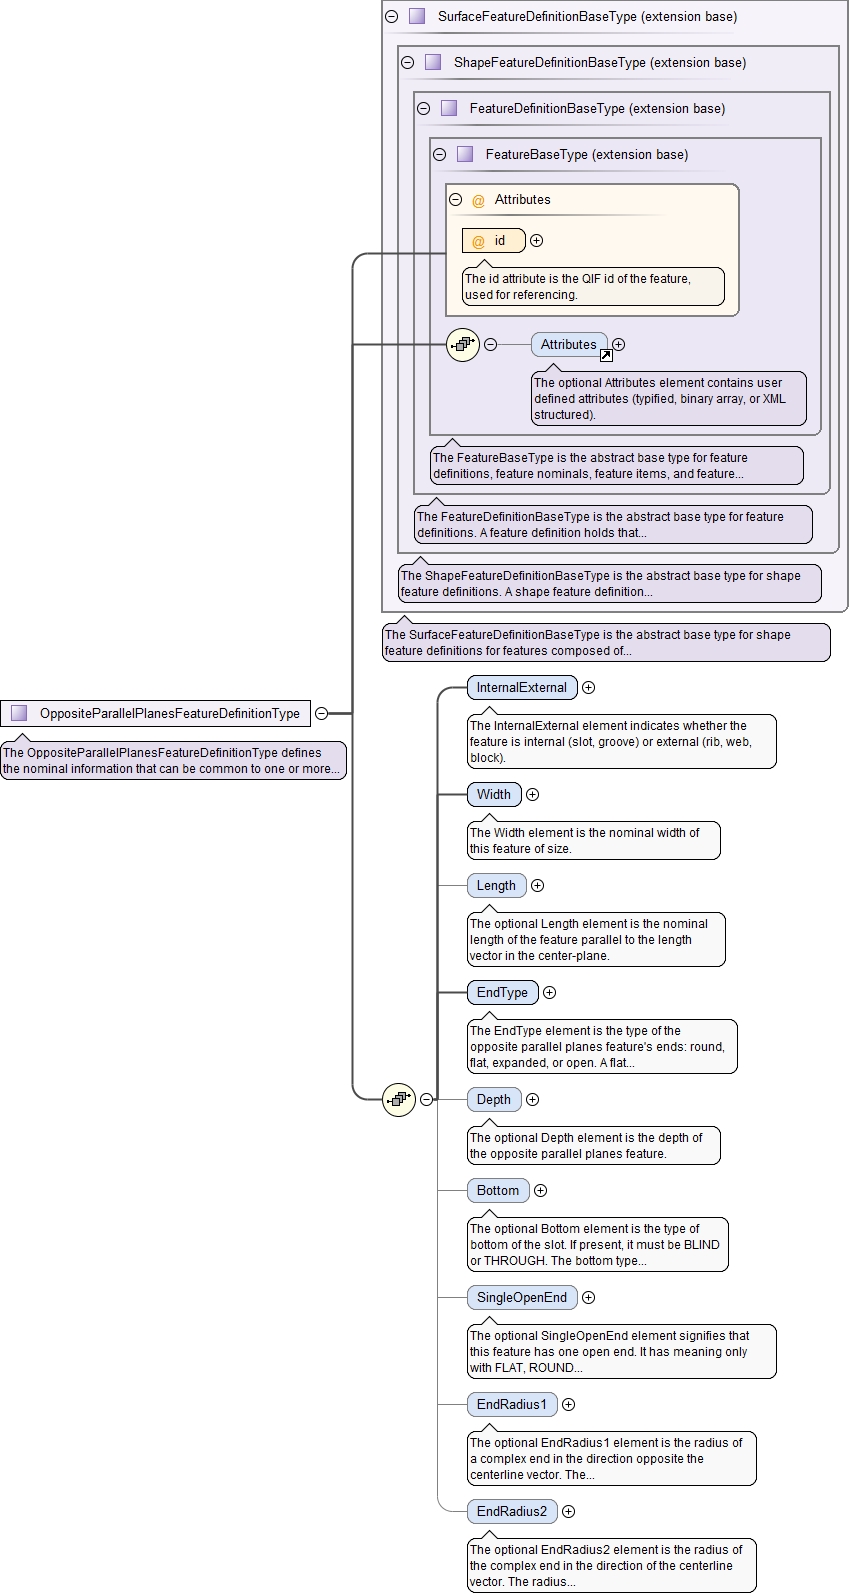 SurfaceFeatureDefinitionBaseType (extension base)
ShapeFeatureDefinitionBaseType (extension base)
FeatureDefinitionBaseType (extension base)
FeatureBaseType (extension base)
@ Attributes
@ id
The id attribute is the QIF id of the feature,
used for referencing.
Attributes
The optional Attributes element contains user
defined attributes (typified, binary array, or XML
structured).
The FeatureBaseType is the abstract base type for feature
definitions, feature nominals, feature items, and feature...
The FeatureDefinitionBaseType is the abstract base type for feature
definitions. A feature definition holds that...
The ShapeFeatureDefinitionBaseType is the abstract base type for shape
feature definitions. A shape feature definition...
The SurfaceFeatureDefinitionBaseType is the abstract base type for shape
feature definitions for features composed of...
OppositeParallelPlanesFeatureDefinitionType
The OppositeParallelPlanesFeatureDefinitionType defines
the nominal information that can be common to one or more...
InternalExternal
The InternalExternal element indicates whether the
feature is internal (slot, groove) or external (rib, web,
block).
Width
The Width element is the nominal width of
this feature of size.
Length
The optional Length element is the nominal
length of the feature parallel to the length
vector in the center-plane.
EndType
The EndType element is the type of the
opposite parallel planes feature's ends: round,
flat, expanded, or open. A flat...
Depth
The optional Depth element is the depth of
the opposite parallel planes feature.
Bottom
The optional Bottom element is the type of
bottom of the slot. If present, it must be BLIND
or THROUGH. The bottom type...
SingleOpenEnd
The optional SingleOpenEnd element signifies that
this feature has one open end. It has meaning only
with FLAT, ROUND...
EndRadius1
The optional EndRadius1 element is the radius of
a complex end in the direction opposite the
centerline vector. The...
EndRadius2
The optional EndRadius2 element is the radius of
the complex end in the direction of the centerline
vector. The radius...